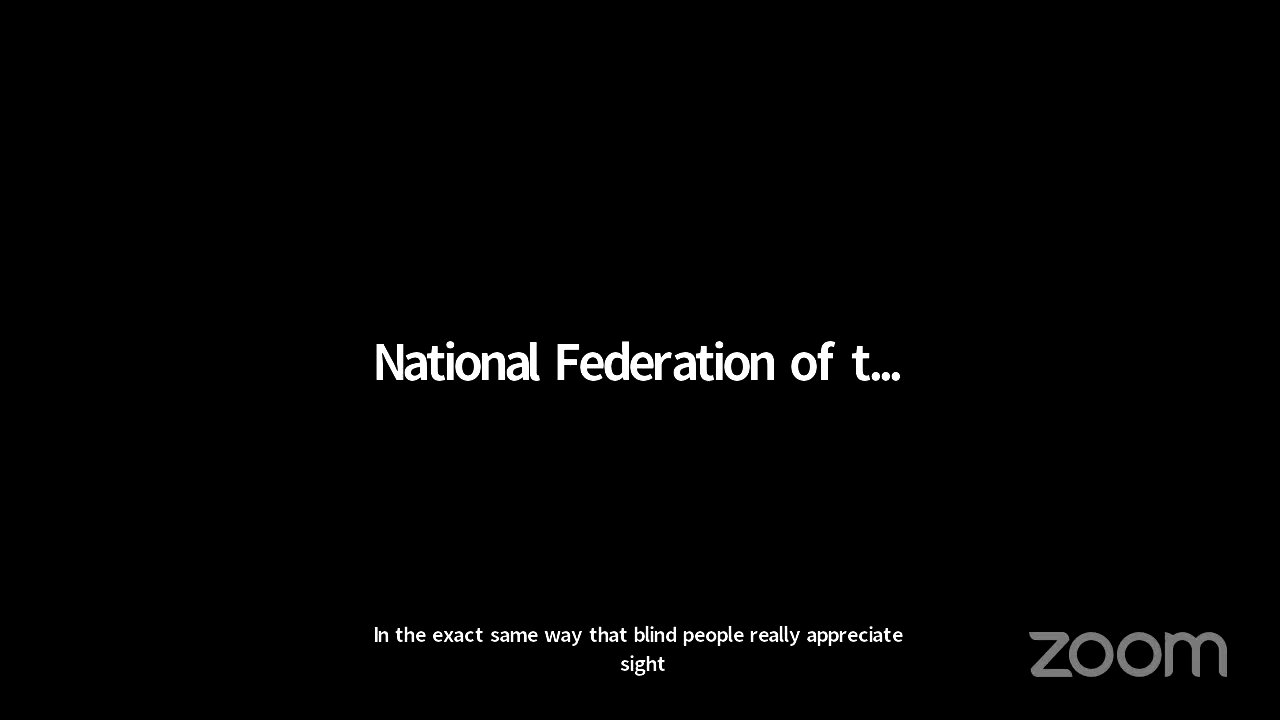 National Federation of t...
In the exact same way that blind people really appreciate
sight
zoom